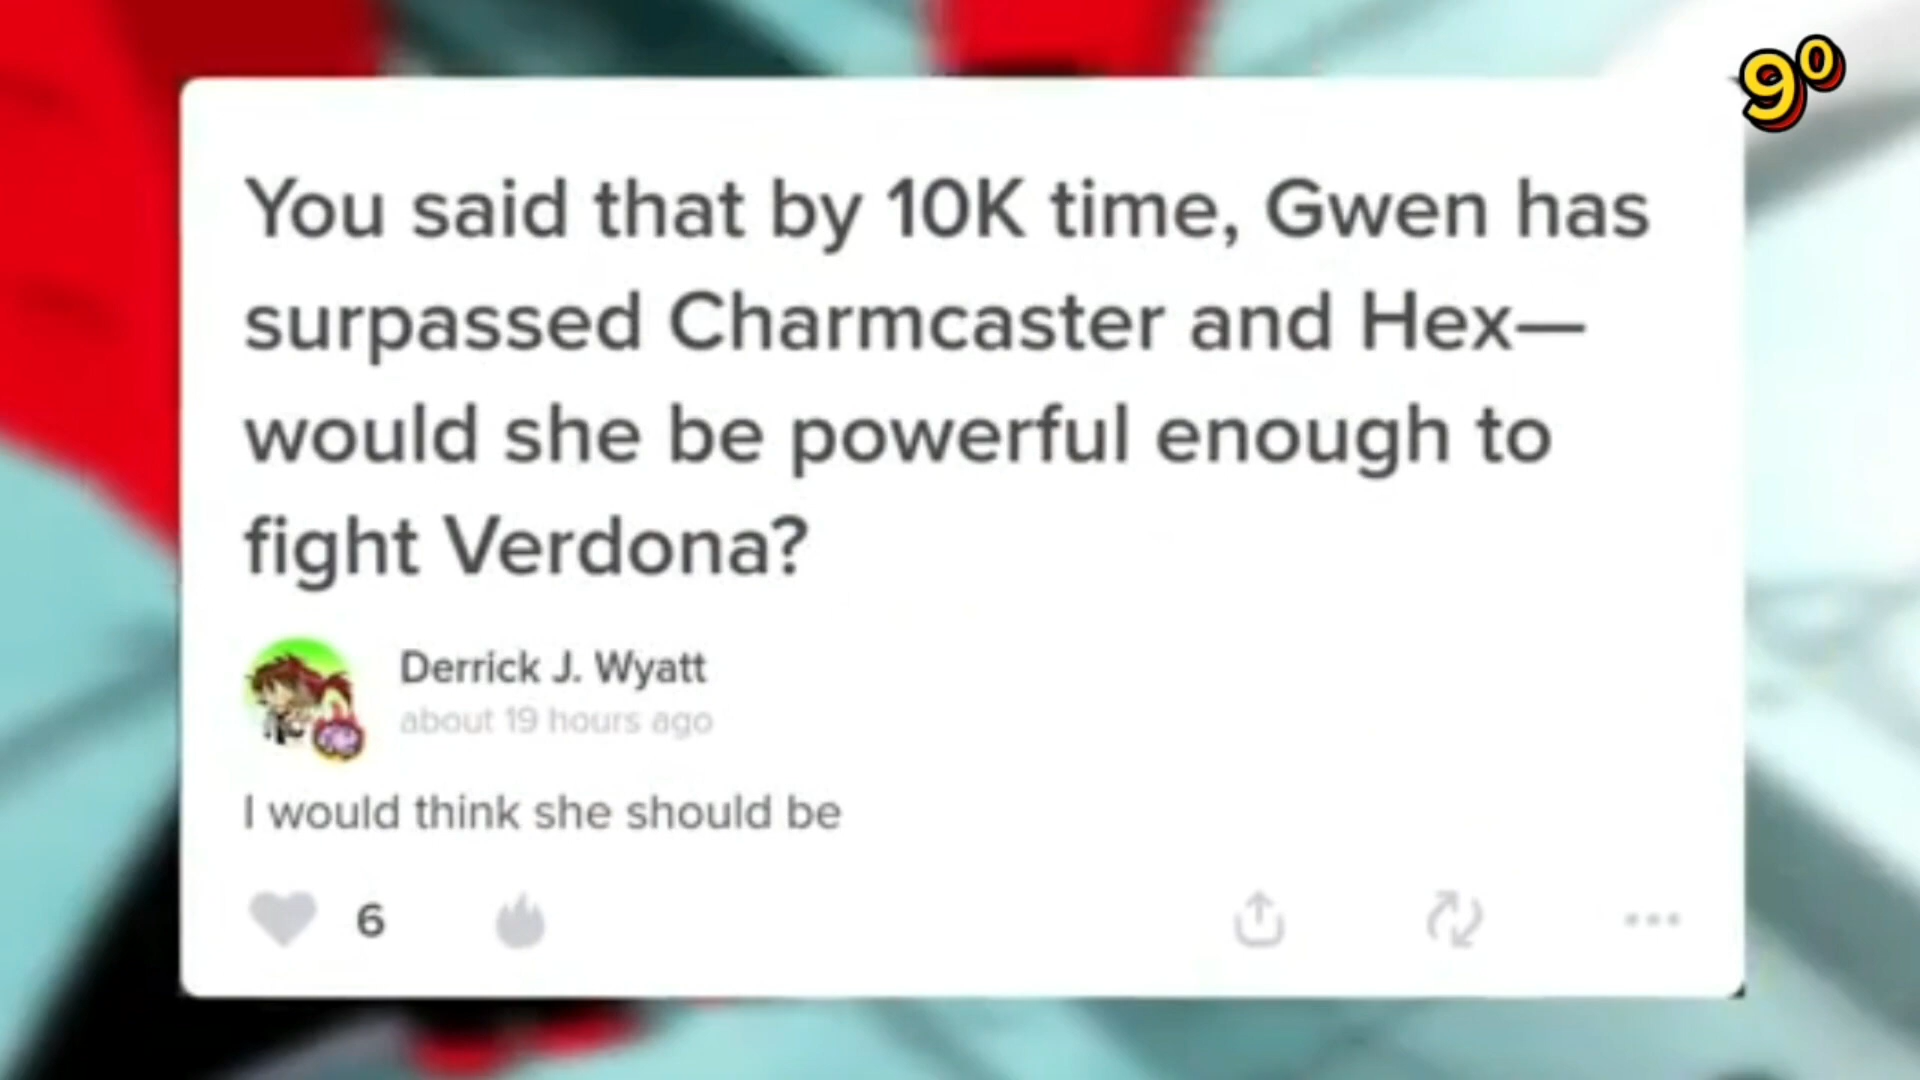 9º
You said that by 10K time, Gwen has
surpassed Charmcaster and Hex—
would she be powerful enough to
fight Verdona?
Derrick J. Wyatt
about 19 hours ago
I would think she should be
6